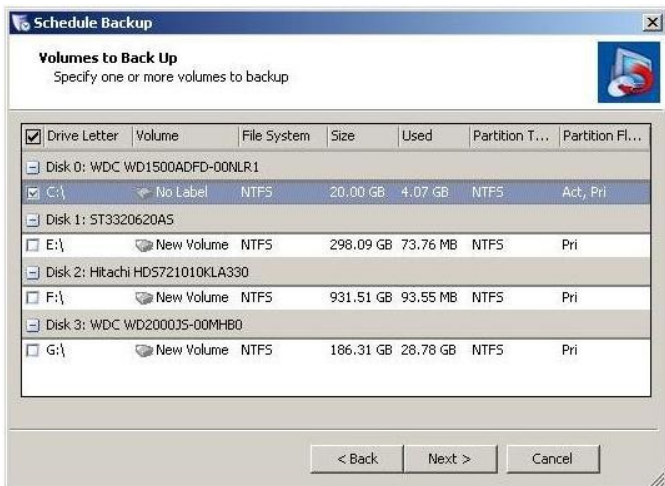 Schedule Backup
Volumes to Back Up
Specify one or more volumes to backup
Drive Letter Volume File System Size Used Partition T... Partition Fl...
Disk 0: WDC WD1500ADFD-00NLR1
C:\ No Label NTFS 20.00 GB 4.07 GB NTFS Act, Pri
Disk 1: ST3320620AS
E:\ New Volume NTFS 298.09 GB 73.76 MB NTFS Pri
Disk 2: Hitachi HDS721010KLA330
F:\ New Volume NTFS 931.51 GB 93.55 MB NTFS Pri
Disk 3: WDC WD2000JS-00MHB0
G:\ New Volume NTFS 186.31 GB 28.78 GB NTFS Pri
< Back Next > Cancel